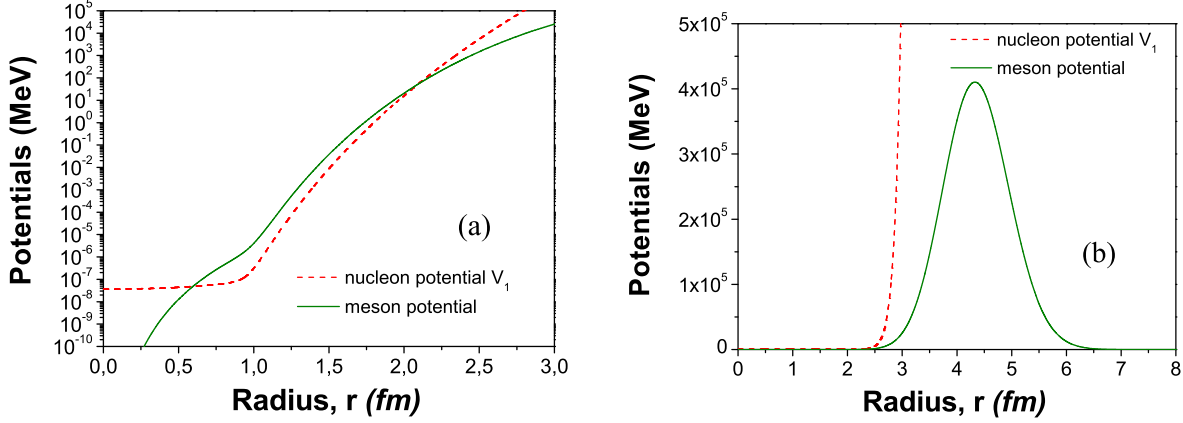 Potentials (MeV)
10^5
10^4
10^3
10^2
10^1
10^0
10^-1
10^-2
10^-3
10^-4
10^-5
10^-6
10^-7
10^-8
10^-9
10^-10
(a)
nucleon potential V_1
meson potential
0,0 0,5 1,0 1,5 2,0 2,5 3,0
Radius, r (fm)
Potentials (MeV)
5x10^5
4x10^5
3x10^5
2x10^5
1x10^5
0
nucleon potential V_1
meson potential
(b)
0 1 2 3 4 5 6 7 8
Radius, r (fm)